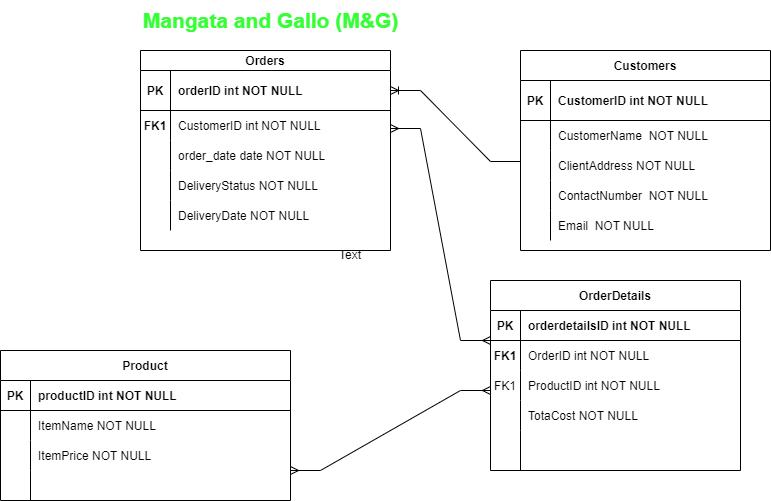 Mangata and Gallo (M&G)
Orders
PK orderID int NOT NULL
FK1 CustomerID int NOT NULL
order_date date NOT NULL
DeliveryStatus NOT NULL
DeliveryDate NOT NULL
Customers
PK CustomerID int NOT NULL
CustomerName NOT NULL
ClientAddress NOT NULL
ContactNumber NOT NULL
Email NOT NULL
Text
OrderDetails
PK orderdetailsID int NOT NULL
FK1 OrderID int NOT NULL
FK1 ProductID int NOT NULL
TotaCost NOT NULL
Product
PK productID int NOT NULL
ItemName NOT NULL
ItemPrice NOT NULL